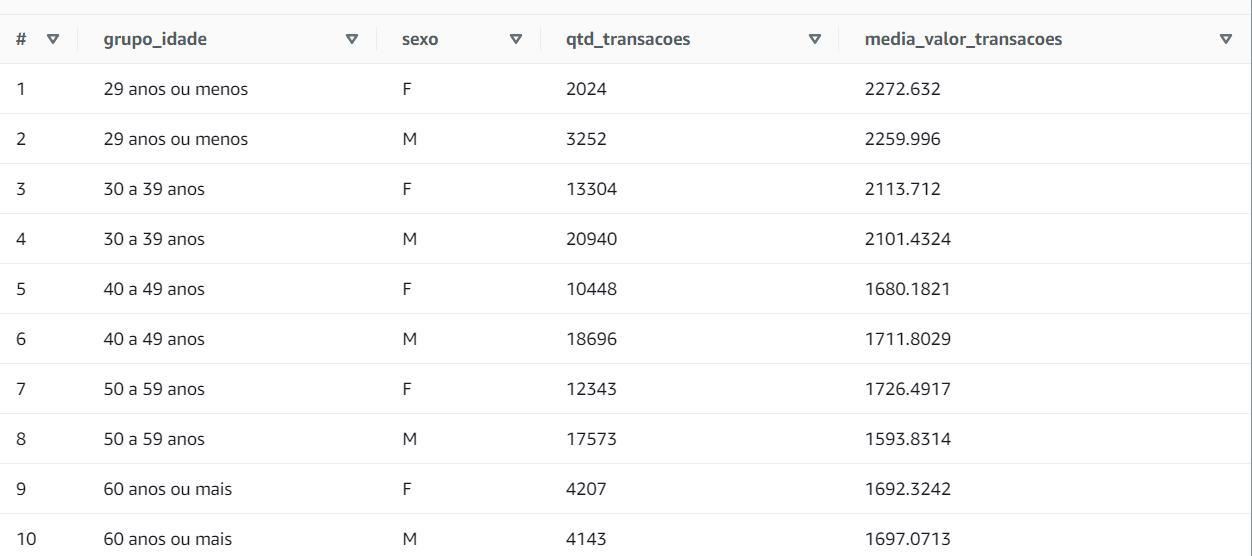 # grupo_idade sexo qtd_transacoes media_valor_transacoes
1 29 anos ou menos F 2024 2272.632
2 29 anos ou menos M 3252 2259.996
3 30 a 39 anos F 13304 2113.712
4 30 a 39 anos M 20940 2101.4324
5 40 a 49 anos F 10448 1680.1821
6 40 a 49 anos M 18696 1711.8029
7 50 a 59 anos F 12343 1726.4917
8 50 a 59 anos M 17573 1593.8314
9 60 anos ou mais F 4207 1692.3242
10 60 anos ou mais M 4143 1697.0713